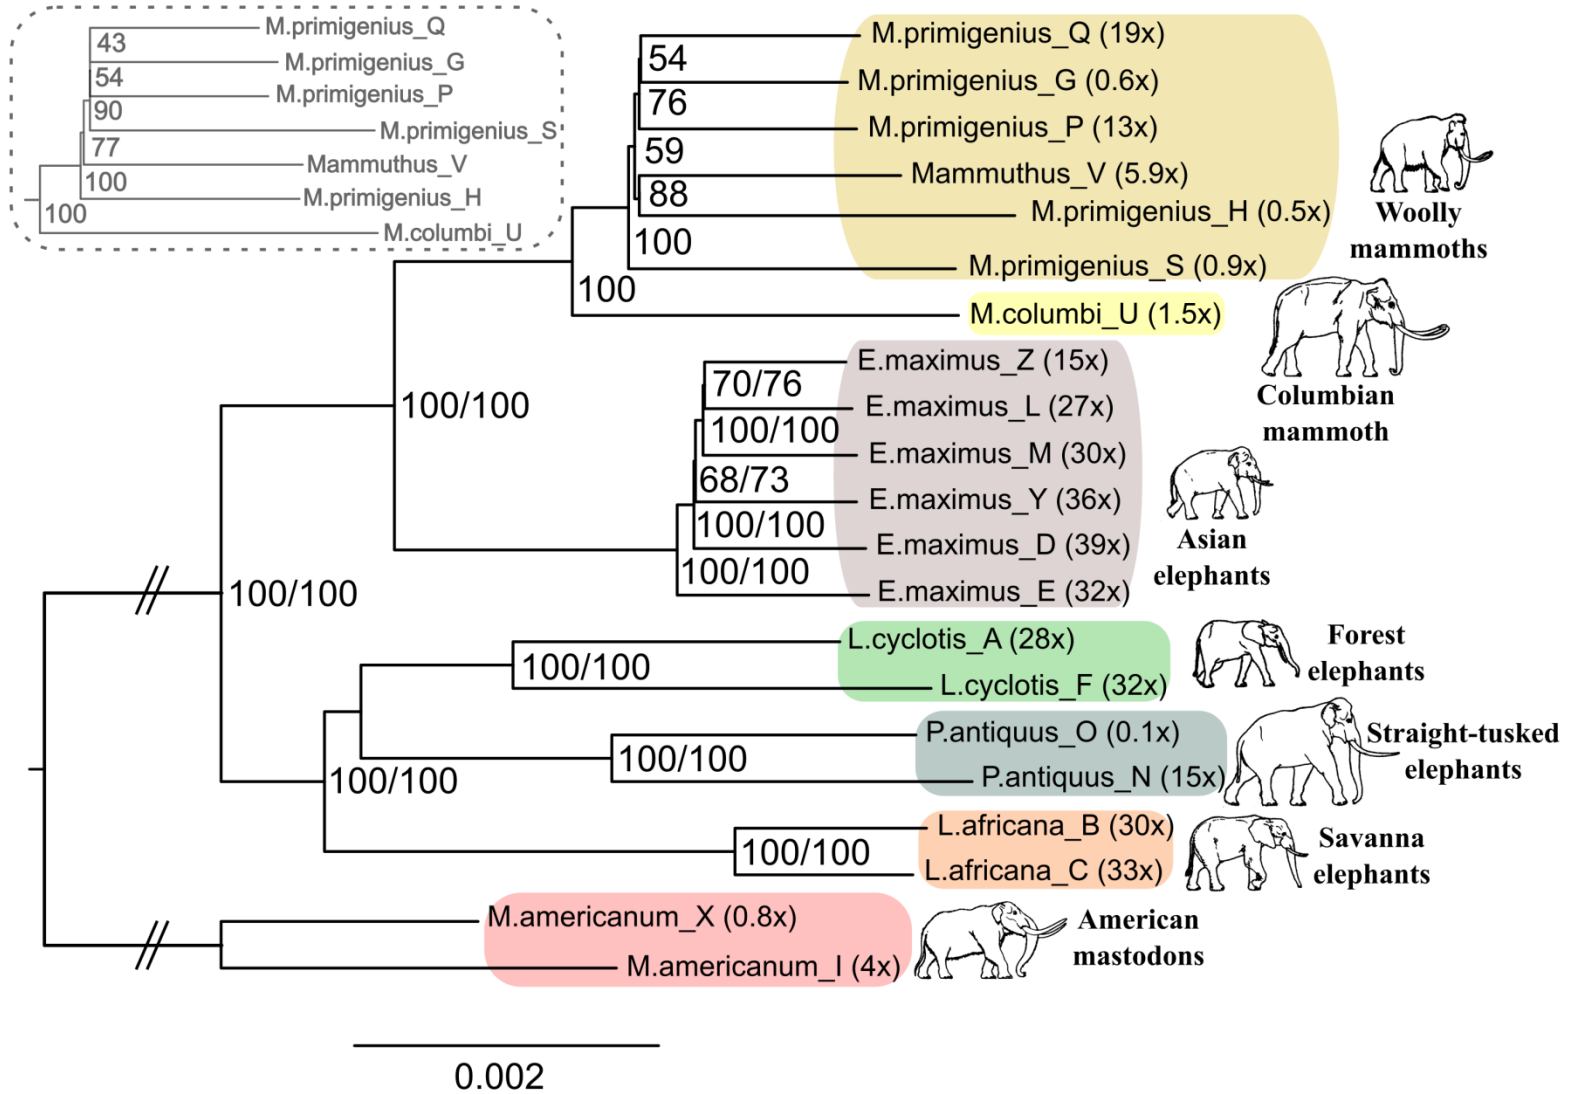 M.primigenius_Q
43
M.primigenius_G
54
M.primigenius_P
90
M.primigenius_S
77
Mammuthus_V
100
M.primigenius_H
100
M.columbi_U
M.primigenius_Q (19x)
54
M.primigenius_G (0.6x)
76
M.primigenius_P (13x)
59
Mammuthus_V (5.9x)
88
M.primigenius_H (0.5x)
100
M.primigenius_S (0.9x)
100
M.columbi_U (1.5x)
Woolly
mammoths
Columbian
mammoth
100/100
E.maximus_Z (15x)
70/76
E.maximus_L (27x)
100/100
E.maximus_M (30x)
68/73
E.maximus_Y (36x)
100/100
E.maximus_D (39x)
100/100
E.maximus_E (32x)
Asian
elephants
100/100
L.cyclotis_A (28x)
100/100
L.cyclotis_F (32x)
Forest
elephants
P.antiquus_O (0.1x)
100/100
P.antiquus_N (15x)
Straight-tusked
elephants
100/100
L.africana_B (30x)
100/100
L.africana_C (33x)
Savanna
elephants
M.americanum_X (0.8x)
M.americanum_I (4x)
American
mastodons
0.002